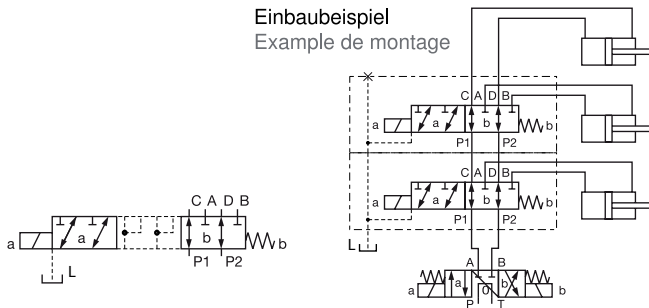 Einbaubeispiel
Example de montage
C A D B
a a b b
P1 P2
C A D B
a a b b
P1 P2
L
C A D B
a a b b
L P1 P2
A B
a a 0 b b
P T